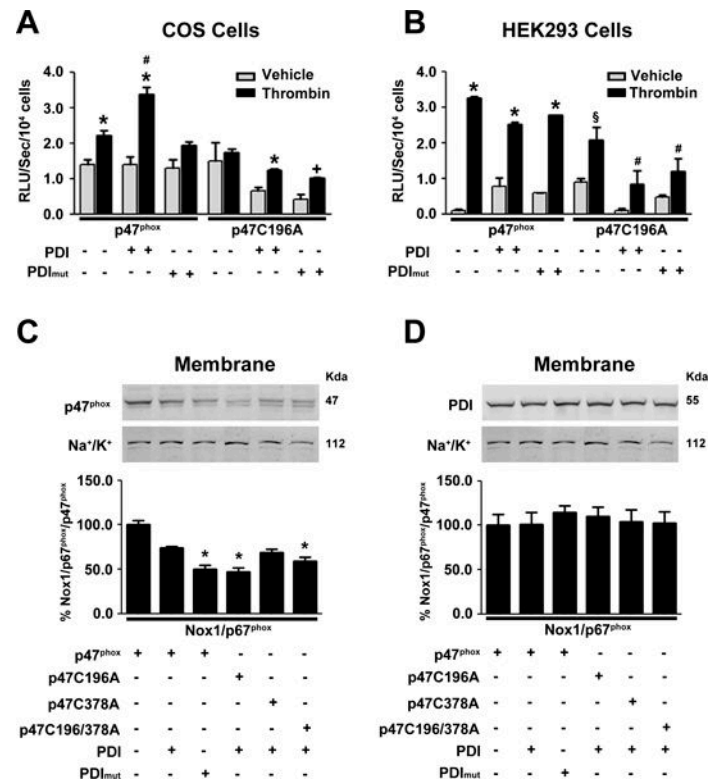 A
COS Cells
RLU/Sec/10⁴ cells
4.0
3.0
2.0
1.0
0.0
Vehicle
Thrombin
*
#
*
*
+
p47phox
p47C196A
PDI - - + + - - - - + + - -
PDImut - - - - + + - - - - + +
B
HEK293 Cells
RLU/Sec/10⁴ cells
4.0
3.0
2.0
1.0
0.0
Vehicle
Thrombin
*
*
*
§
#
#
p47phox
p47C196A
PDI - - + + - - - - + + - -
PDImut - - - - + + - - - - + +
C
Membrane
Kda
p47phox 47
Na⁺/K⁺ 112
% Nox1/p67phox/p47phox
150.0
100.0
50.0
0.0
* * *
Nox1/p67phox
p47phox + + + - - -
p47C196A - - - + - -
p47C378A - - - - + -
p47C196/378A - - - - - +
PDI - + - + + +
PDImut - - + - - -
D
Membrane
Kda
PDI 55
Na⁺/K⁺ 112
% Nox1/p67phox/p47phox
150.0
100.0
50.0
0.0
Nox1/p67phox
p47phox + + + - - -
p47C196A - - - + - -
p47C378A - - - - + -
p47C196/378A - - - - - +
PDI - + - + + +
PDImut - - + - - -